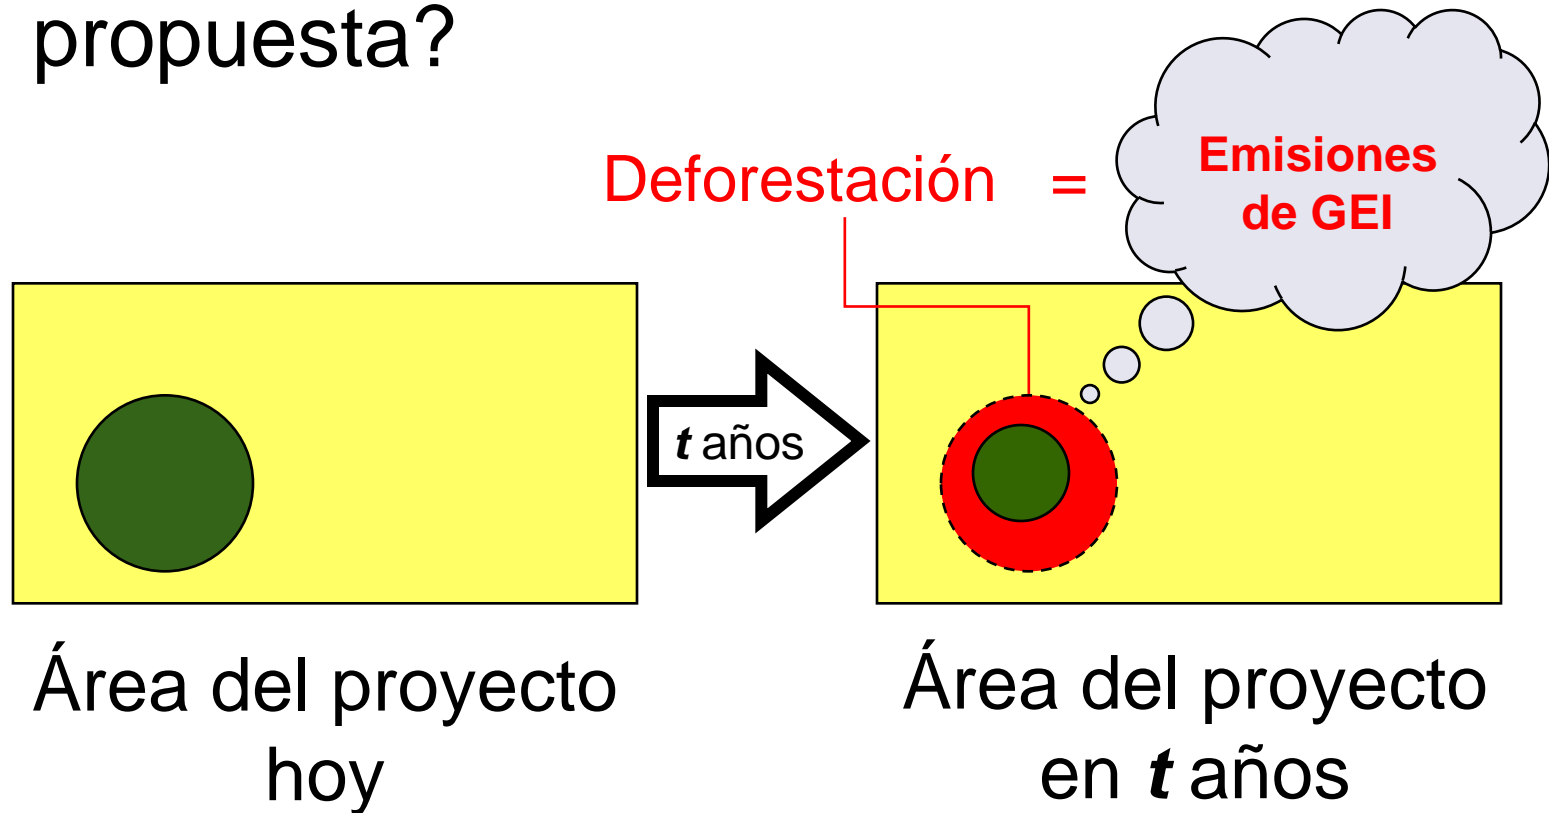 propuesta?
Deforestación =
Emisiones
de GEI
t años
Área del proyecto
hoy
Área del proyecto
en t años